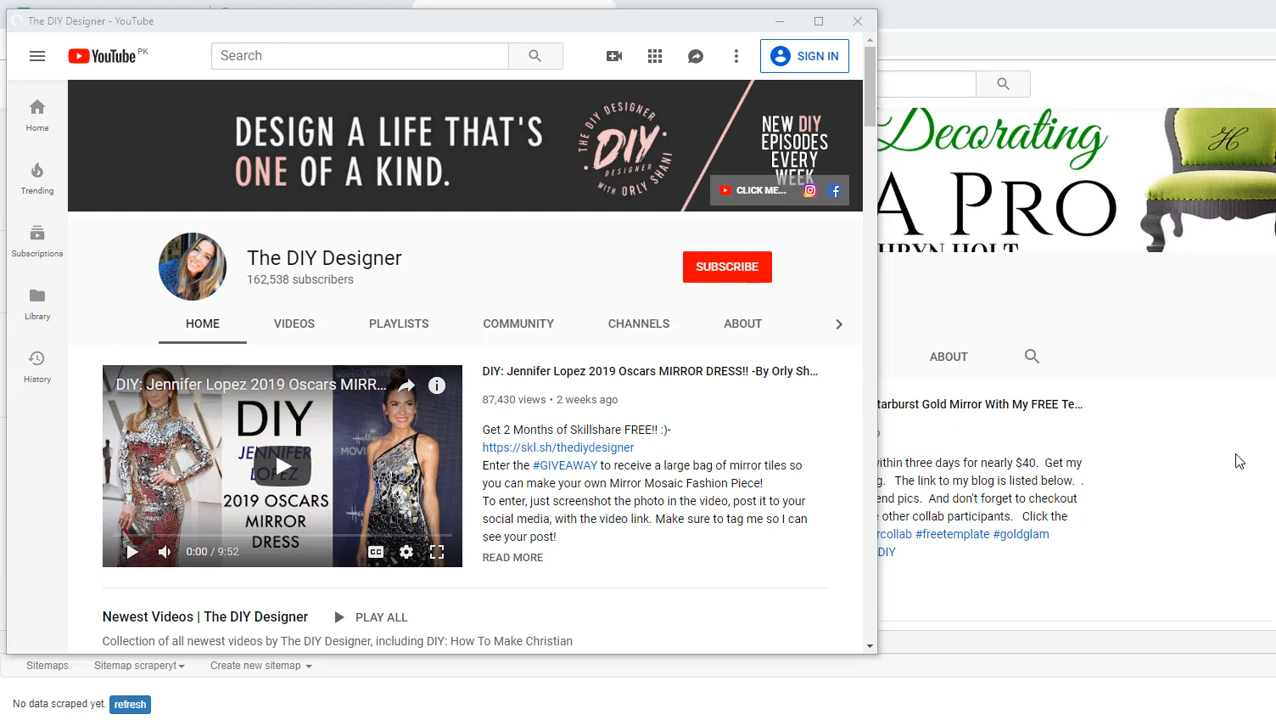 The DIY Designer - YouTube
YouTube PK
Search
SIGN IN
Home
Trending
Subscriptions
Library
History
DESIGN A LIFE THAT'S
ONE OF A KIND.
THE DIY DESIGNER
DIY
WITH ORLY SHANI
NEW DIY
EPISODES
EVERY
WEEK
CLICK ME...
The DIY Designer
162,538 subscribers
SUBSCRIBE
HOME
VIDEOS
PLAYLISTS
COMMUNITY
CHANNELS
ABOUT
DIY: Jennifer Lopez 2019 Oscars MIRR...
DIY
JENNIFER
LOPEZ
2019 OSCARS
MIRROR
DRESS
0:00 / 9:52
CC
DIY: Jennifer Lopez 2019 Oscars MIRROR DRESS!! -By Orly Sh...
87,430 views • 2 weeks ago
Get 2 Months of Skillshare FREE!! :)-
https://skl.sh/thediydesigner
Enter the #GIVEAWAY to receive a large bag of mirror tiles so
you can make your own Mirror Mosaic Fashion Piece!
To enter, just screenshot the photo in the video, post it to your
social media, with the video link. Make sure to tag me so I can
see your post!
READ MORE
Newest Videos | The DIY Designer
PLAY ALL
Collection of all newest videos by The DIY Designer, including DIY: How To Make Christian
Decorating
A PRO
HRYN HOLT
H
ABOUT
tarburst Gold Mirror With My FREE Te...
within three days for nearly $40. Get my
g. The link to my blog is listed below. .
end pics. And don't forget to checkout
other collab participants. Click the
rcollab #freetemplate #goldglam
DIY
Sitemaps
Sitemap scraperyt
Create new sitemap
No data scraped yet. refresh